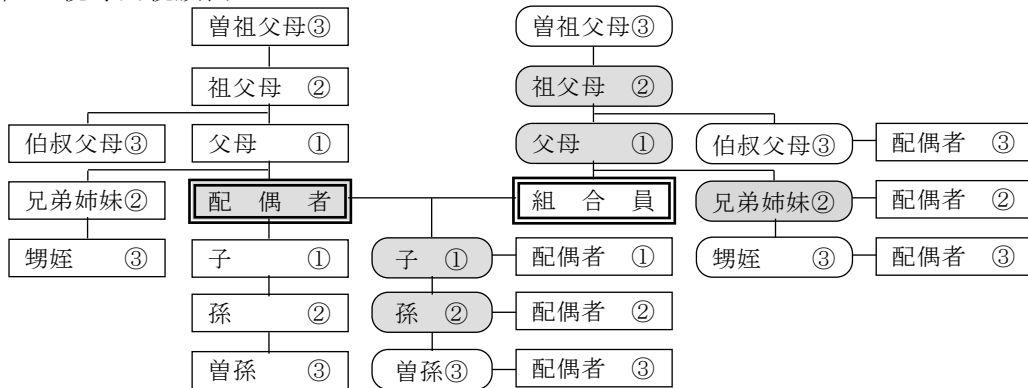 曽祖父母③ 曽祖父母③
祖父母 ② 祖父母 ②
伯叔父母③ 父母 ① 父母 ① 伯叔父母③ 配偶者 ③
兄弟姉妹② 配偶者 組合員 兄弟姉妹② 配偶者 ②
甥姪 ③ 子 ① 子 ① 配偶者 ① 甥姪 ③ 配偶者 ③
孫 ② 孫 ② 配偶者 ②
曽孫 ③ 曽孫③ 配偶者 ③